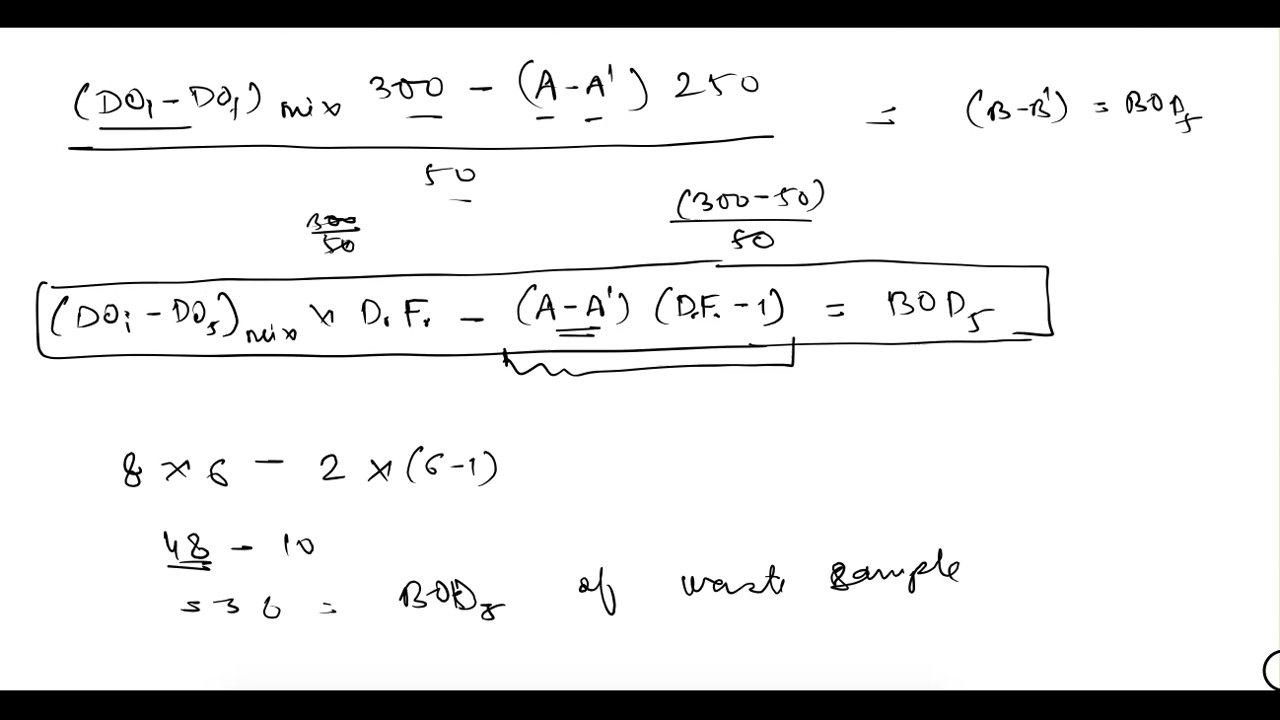 (DOi - DOf) mix 300 - (A - A') 250 = (B - B') = BOD5
50
300 (300 - 50)
50 50
(DOi - DO5)mix x D.F. - (A - A') (D.F. - 1) = BOD5
8 x 6 - 2 x (6 - 1)
48 - 10
= 38 = BOD5 of waste sample